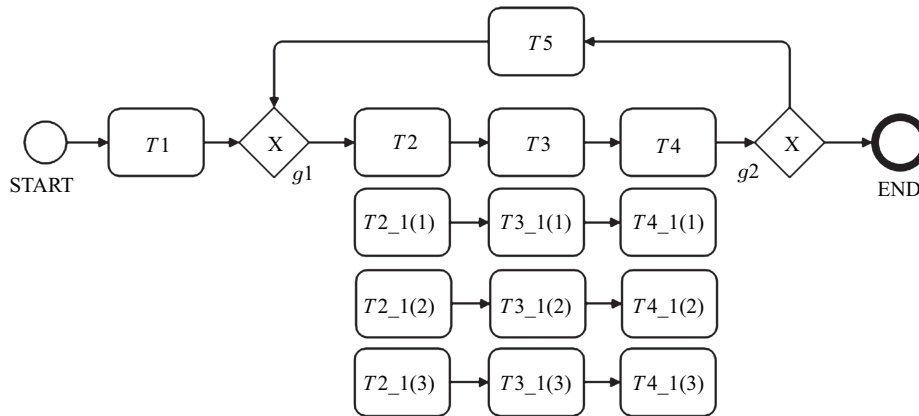 T5
T1
X
T2
T3
T4
X
g1
g2
START
END
T2_1(1)
T3_1(1)
T4_1(1)
T2_1(2)
T3_1(2)
T4_1(2)
T2_1(3)
T3_1(3)
T4_1(3)